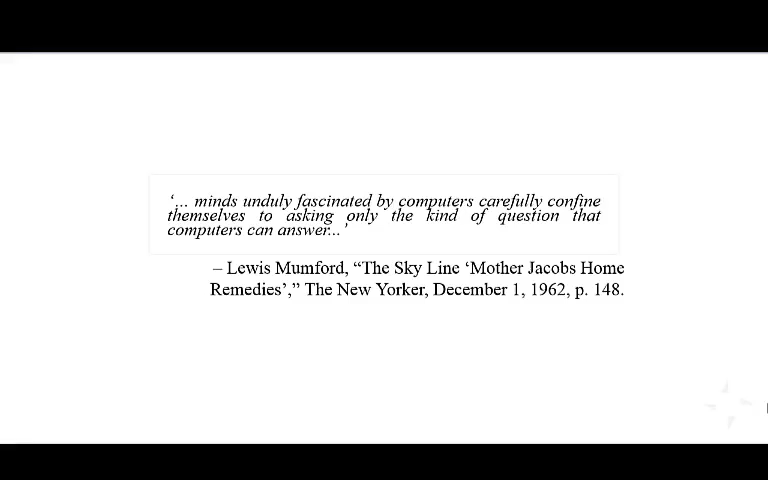 ‘... minds unduly fascinated by computers carefully confine
themselves to asking only the kind of question that
computers can answer...’
– Lewis Mumford, “The Sky Line ‘Mother Jacobs Home
Remedies’,” The New Yorker, December 1, 1962, p. 148.